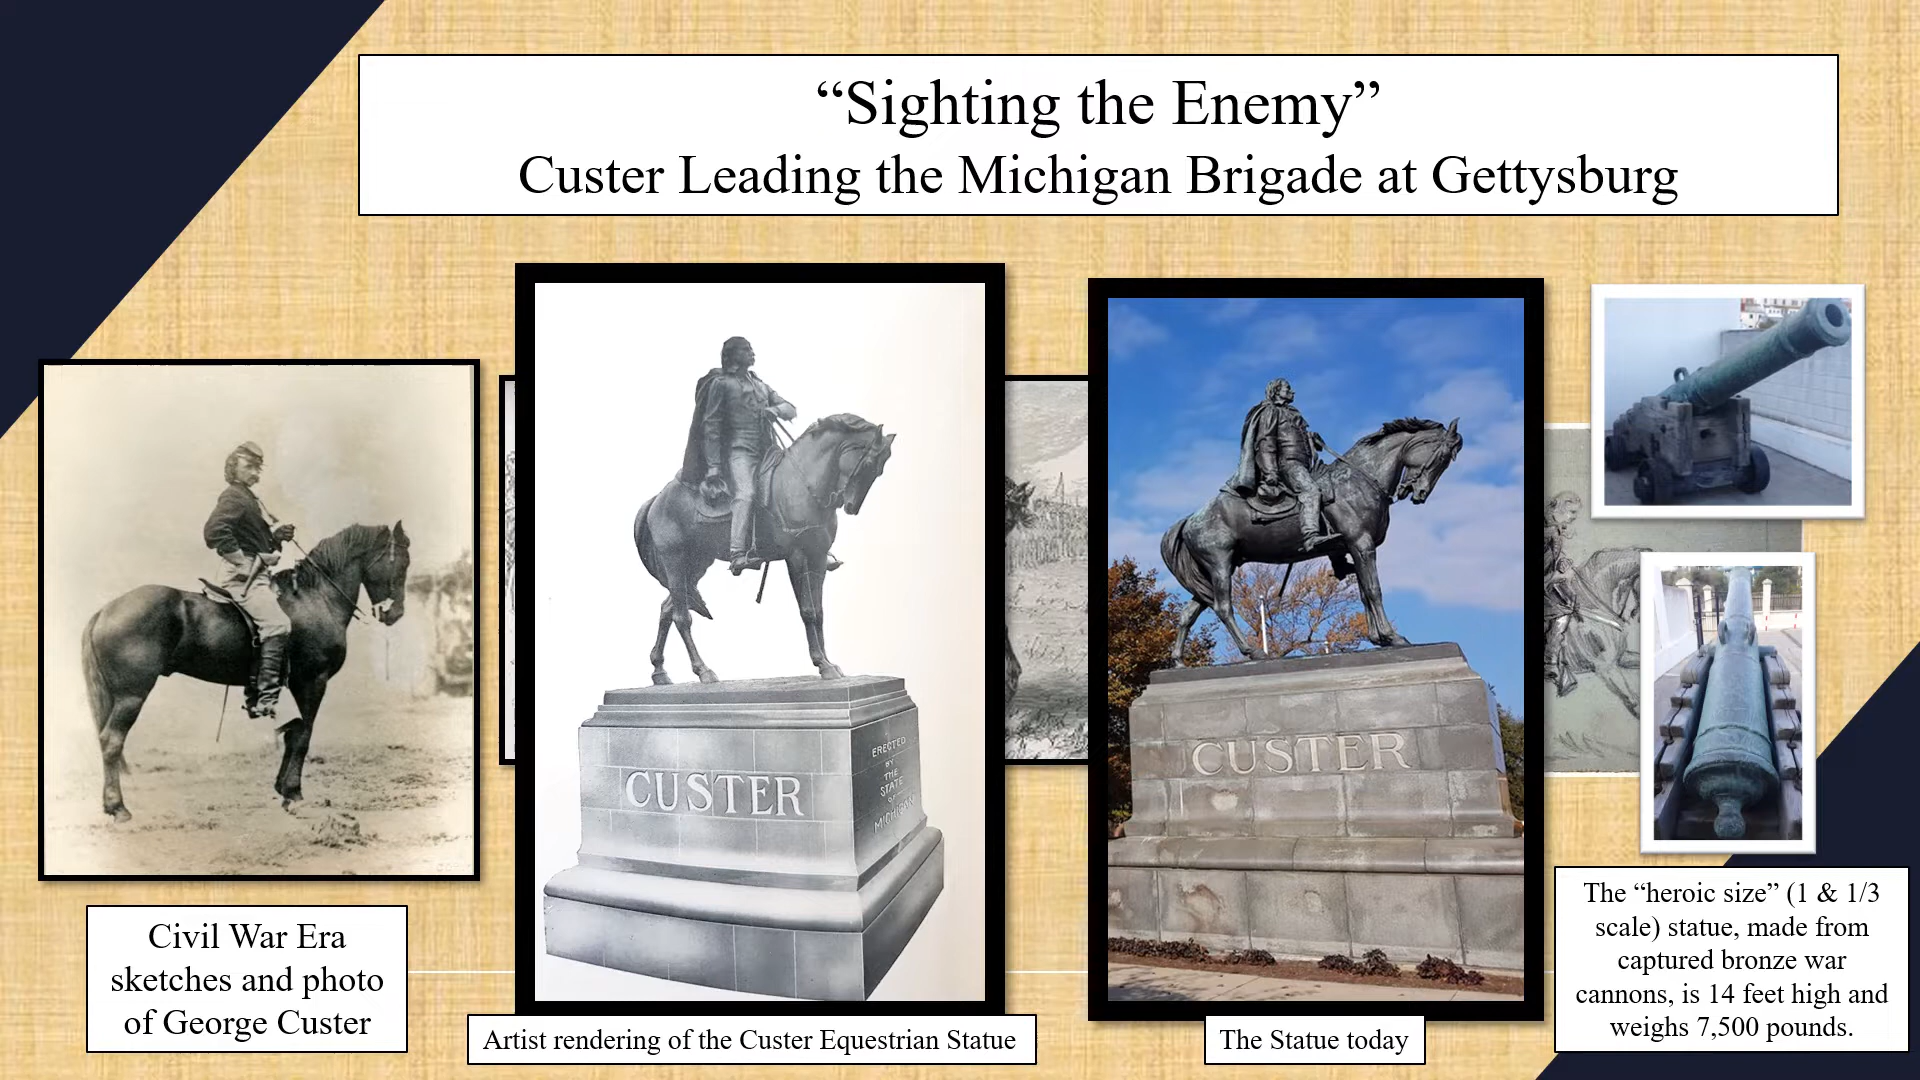 “Sighting the Enemy”
Custer Leading the Michigan Brigade at Gettysburg
CUSTER
ERECTED
BY
THE
STATE
OF
MICHIGAN
CUSTER
Civil War Era
sketches and photo
of George Custer
Artist rendering of the Custer Equestrian Statue
The Statue today
The “heroic size” (1 & 1/3
scale) statue, made from
captured bronze war
cannons, is 14 feet high and
weighs 7,500 pounds.